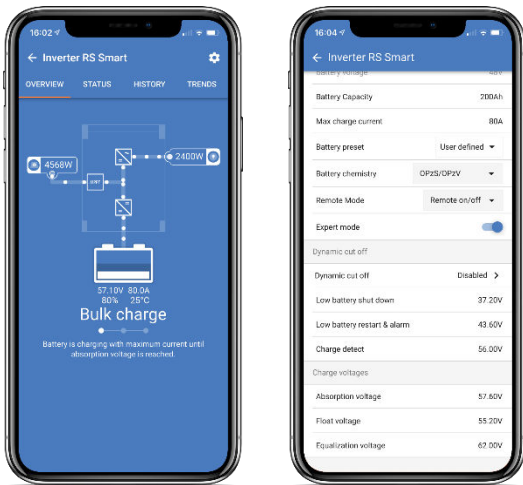 16:02
Inverter RS Smart
OVERVIEW STATUS HISTORY TRENDS
4568W
2400W
57.10V 80.0A
80% 25°C
Bulk charge
Battery is charging with maximum current until
absorption voltage is reached.
16:04
Inverter RS Smart
Battery voltage 48V
Battery Capacity 200Ah
Max charge current 80A
Battery preset User defined
Battery chemistry OPzS/OPzV
Remote Mode Remote on/off
Expert mode
Dynamic cut off
Dynamic cut off Disabled
Low battery shut down 37.20V
Low battery restart & alarm 43.60V
Charge detect 56.00V
Charge voltages
Absorption voltage 57.60V
Float voltage 55.20V
Equalization voltage 62.00V